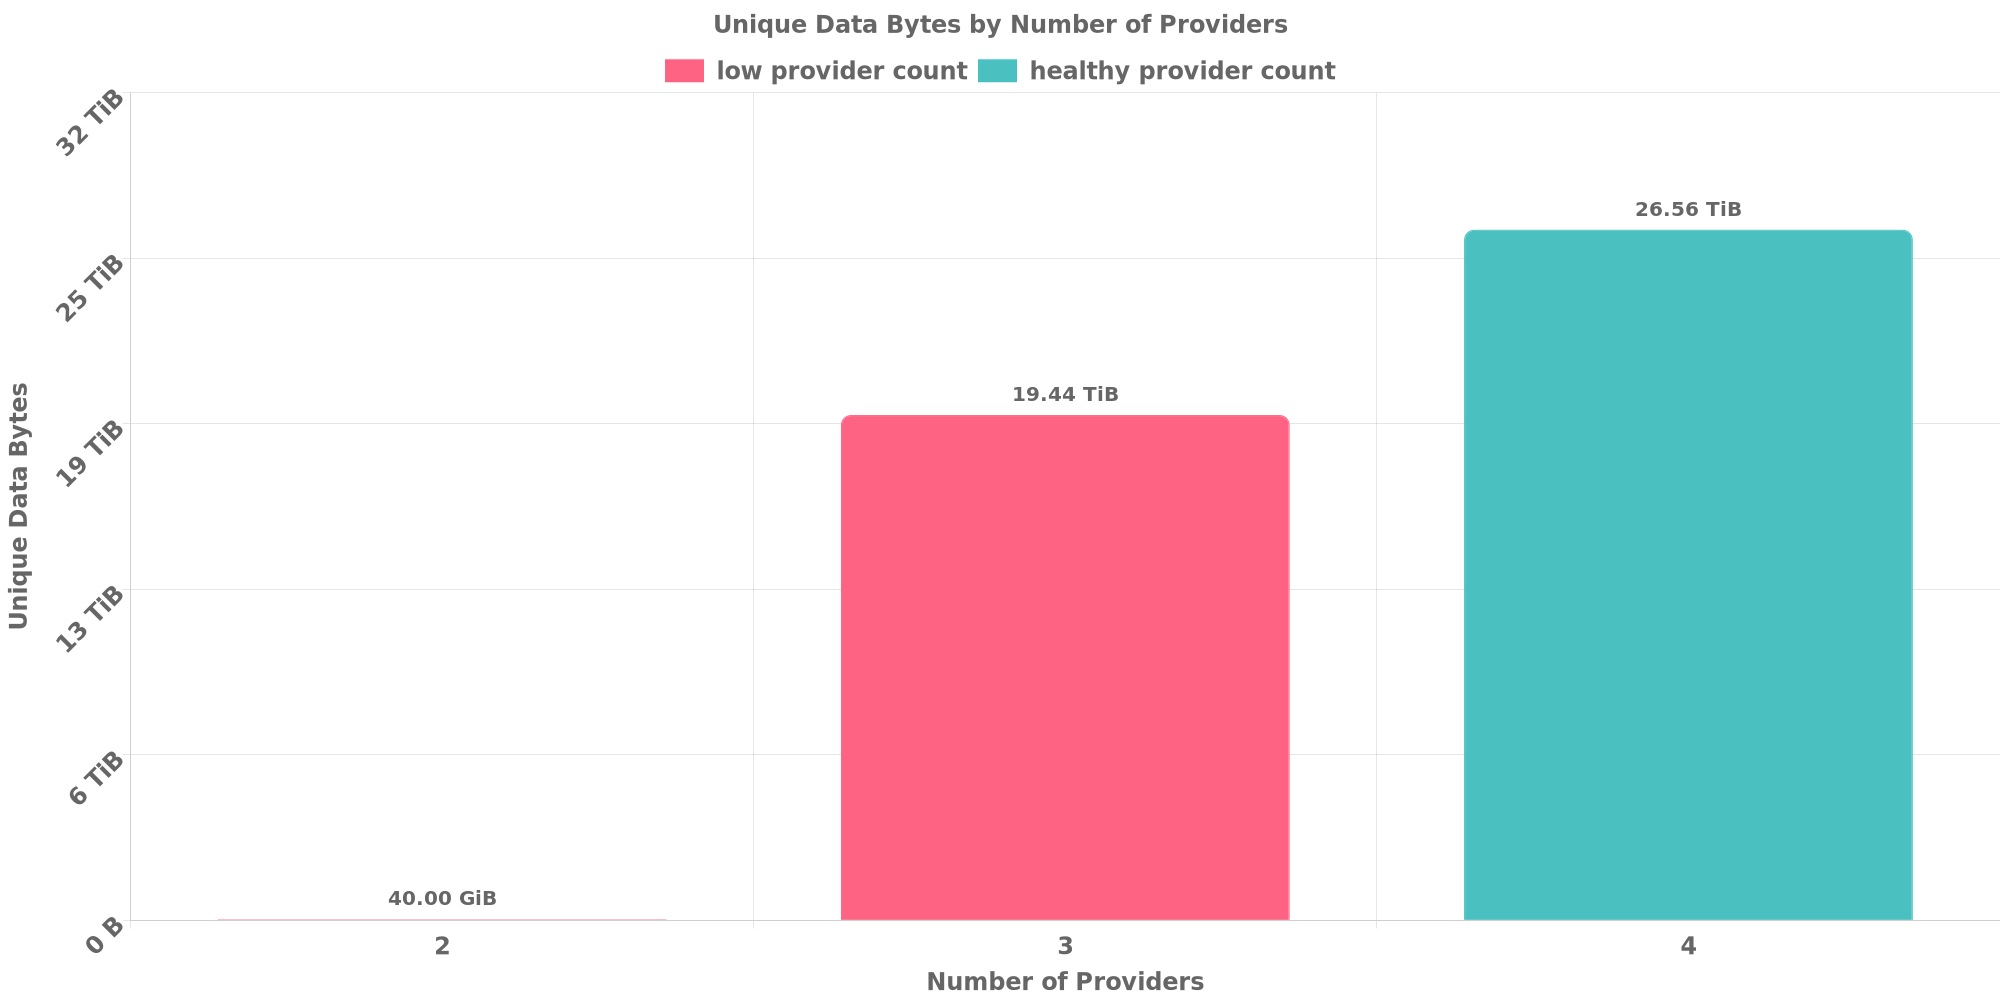 Unique Data Bytes by Number of Providers
low provider count
healthy provider count
32 TiB
25 TiB
19 TiB
13 TiB
6 TiB
0 B
Unique Data Bytes
40.00 GiB
19.44 TiB
26.56 TiB
2
3
4
Number of Providers